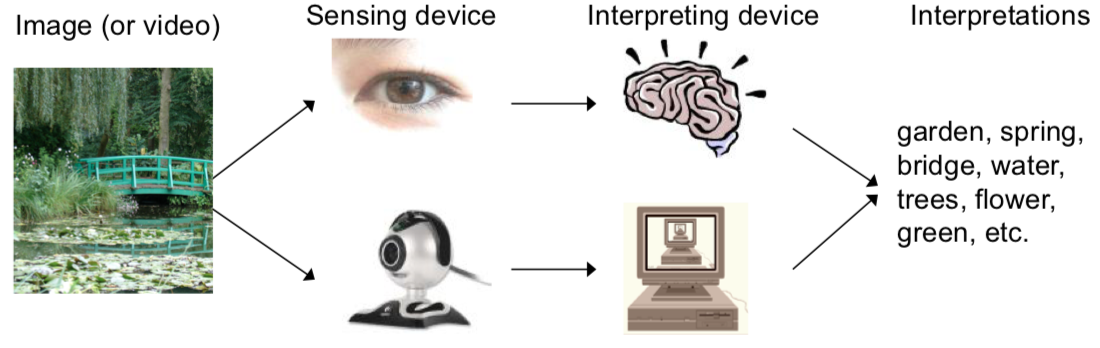 Image (or video)
Sensing device
Interpreting device
Interpretations
garden, spring,
bridge, water,
trees, flower,
green, etc.